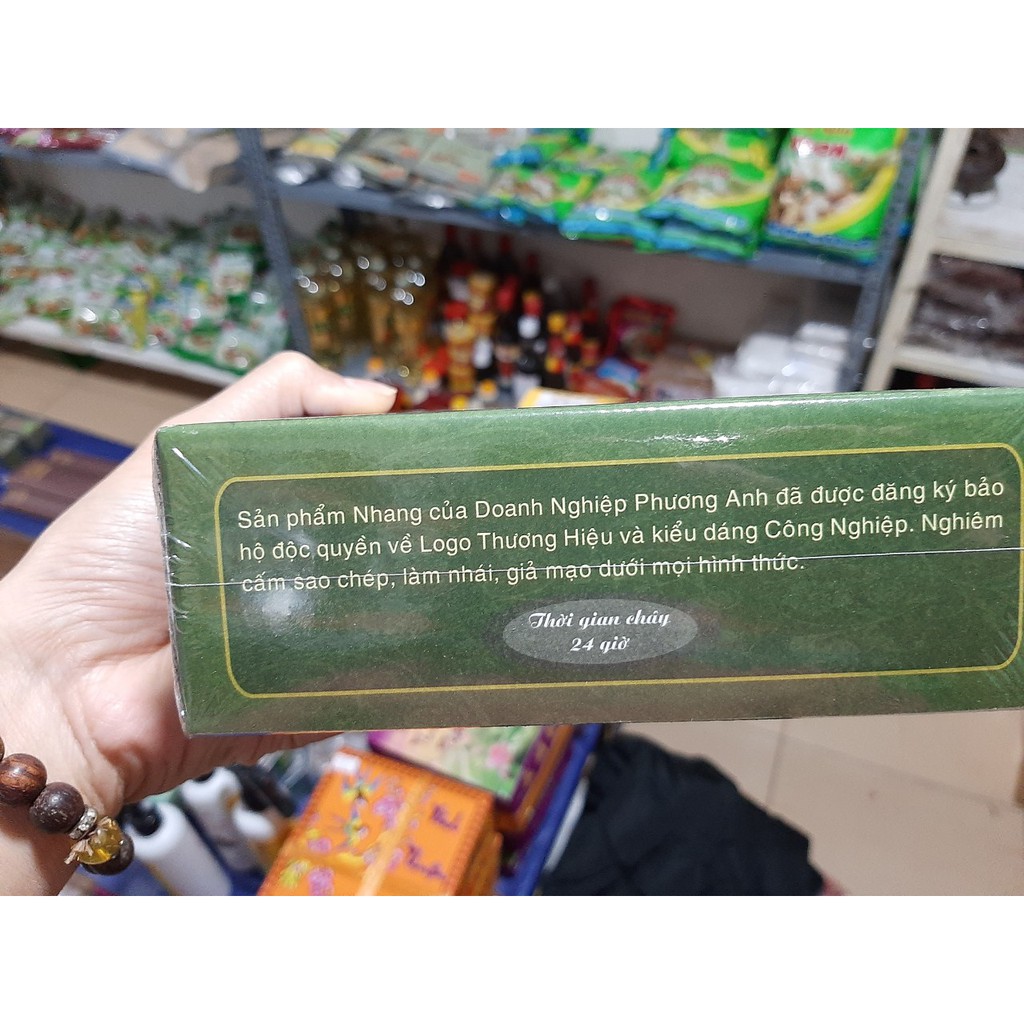 Sản phẩm Nhang của Doanh Nghiệp Phương Anh đã được đăng ký bảo
hộ độc quyền về Logo Thương Hiệu và kiểu dáng Công Nghiệp. Nghiêm
cấm sao chép, làm nhái, giả mạo dưới mọi hình thức.
Thời gian cháy
24 giờ